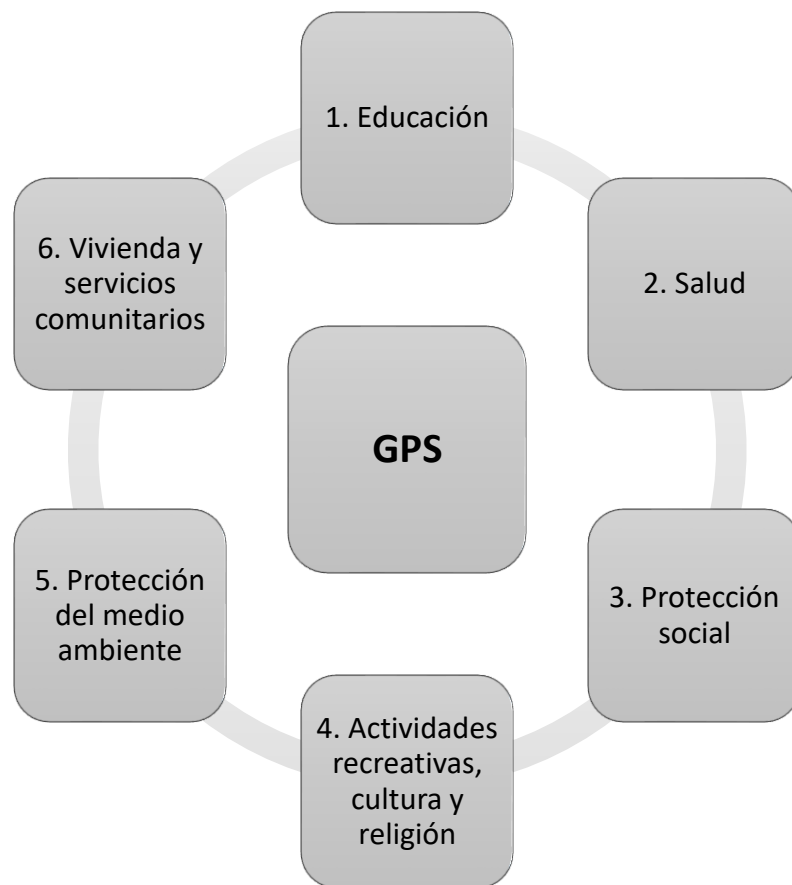 1. Educación
2. Salud
3. Protección
social
4. Actividades
recreativas,
cultura y
religión
5. Protección
del medio
ambiente
6. Vivienda y
servicios
comunitarios
GPS